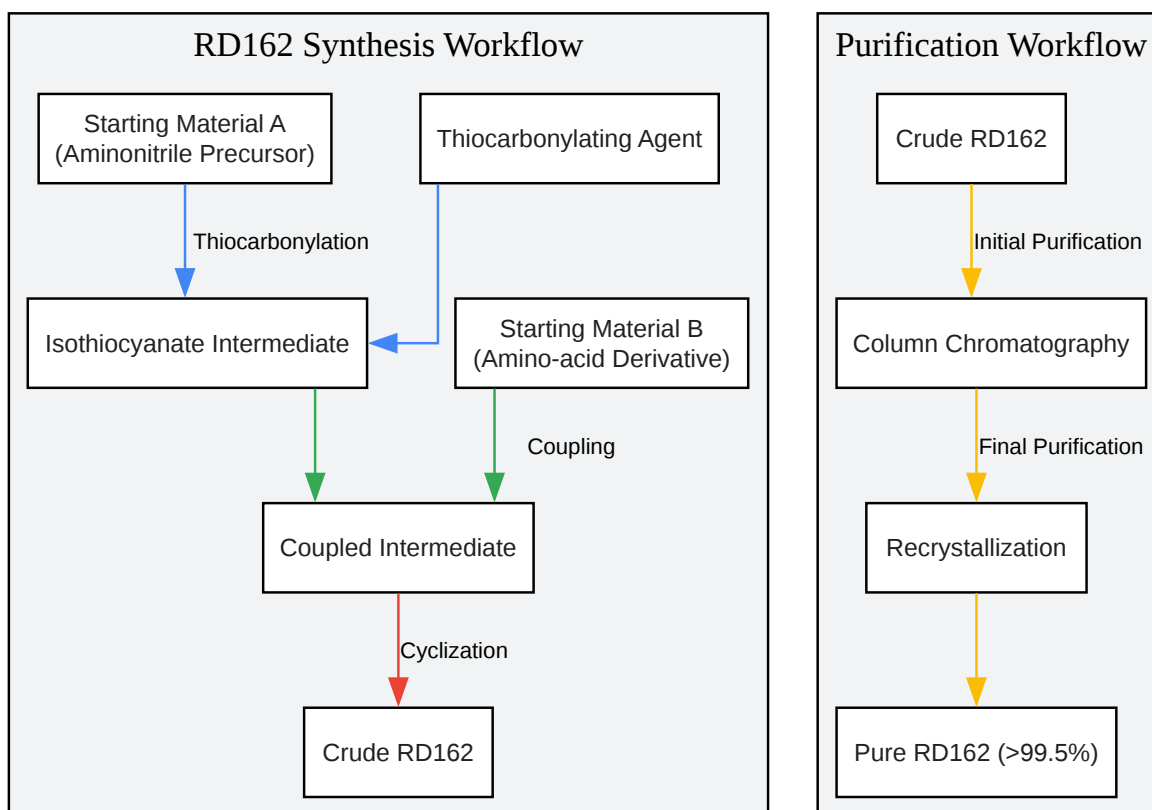 RD162 Synthesis Workflow
Starting Material A
(Aminonitrile Precursor)
Thiocarbonylating Agent
Thiocarbonylation
Isothiocyanate Intermediate
Starting Material B
(Amino-acid Derivative)
Coupling
Coupled Intermediate
Cyclization
Crude RD162
Purification Workflow
Crude RD162
Initial Purification
Column Chromatography
Final Purification
Recrystallization
Pure RD162 (>99.5%)